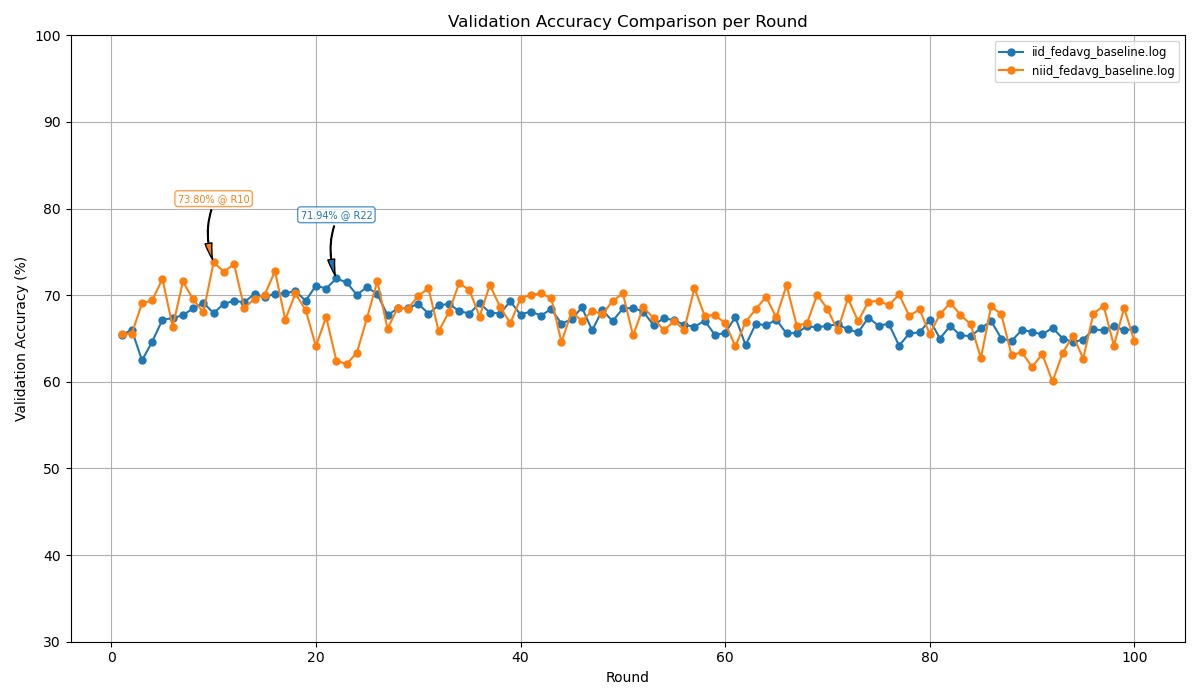 Validation Accuracy Comparison per Round
100
90
80
70
60
50
40
30
Validation Accuracy (%)
iid_fedavg_baseline.log
niid_fedavg_baseline.log
73.80% @ R10
71.94% @ R22
0 20 40 60 80 100
Round